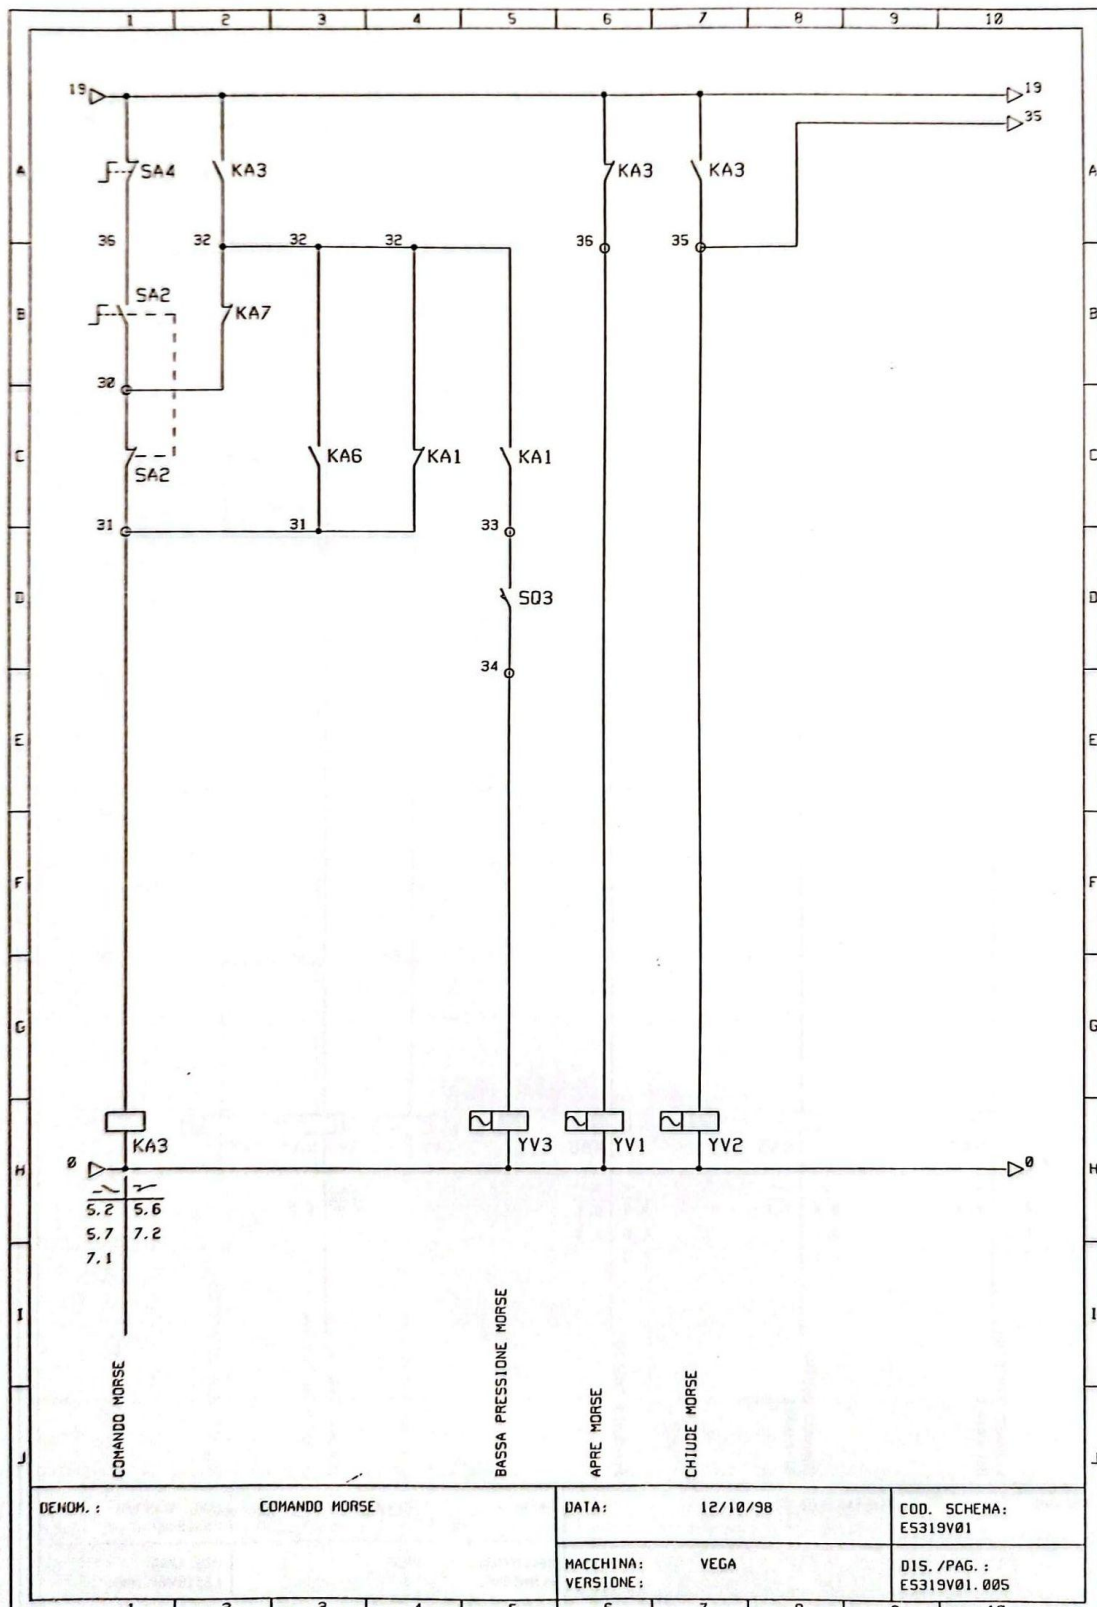 1 2 3 4 5 6 7 8 9 10
19 19
35
A SA4 KA3 KA3 KA3 A
36 32 32 32 36 35
SA2
B KA7 B
30
C KA6 KA1 KA1 C
SA2
31 31 33
D SQ3 D
34
E E
F F
G G
KA3 YV3 YV1 YV2
0 H 0 H
5.2 5.6
5.7 7.2
7.1
I I
J
COMANDO MORSE
BASSA PRESSIONE MORSE
APRE MORSE
CHIUDE MORSE
DENOM.: COMANDO MORSE
DATA: 12/10/98
COD. SCHEMA:
ES319V01
MACCHINA: VEGA
VERSIONE:
DIS./PAG.:
ES319V01.005